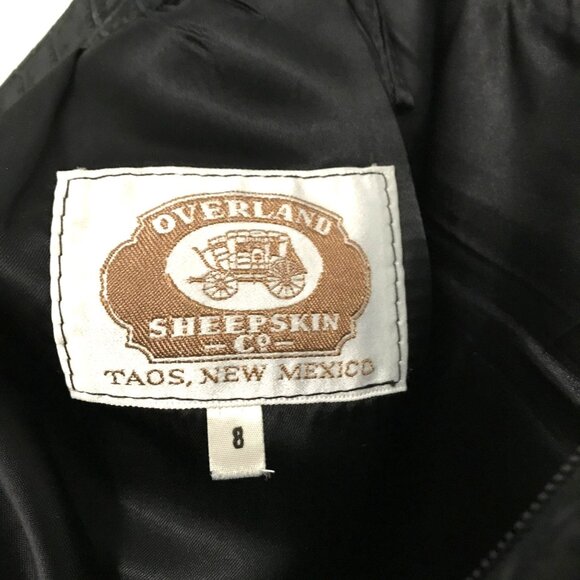 OVERLAND
SHEEPSKIN
- CO -
TAOS, NEW MEXICO
8